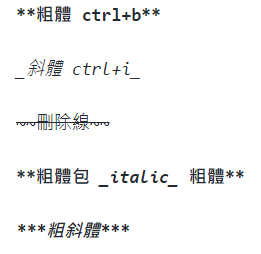 **粗體 ctrl+b**
_斜體 ctrl+i_
~~刪除線~~
**粗體包 _italic_ 粗體**
***粗斜體***